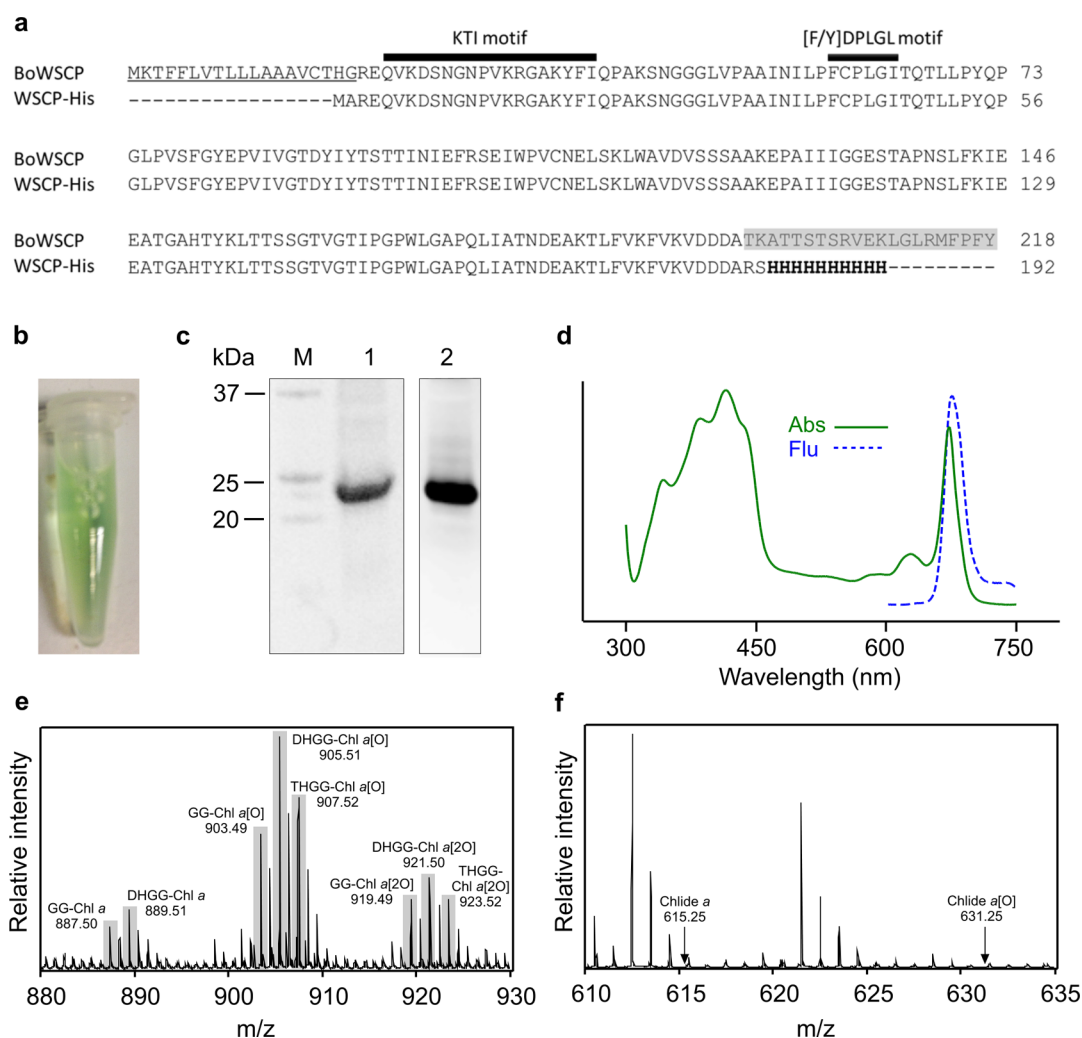 a
KTI motif [F/Y]DPLGL motif
BoWSCP MKTFFLVTLLLAAAVCTHGREQVKDSNGNPVKRGAKYFIQPAKSNGGGLVPAAINILPFCPLGITQTLLPYQP 73
WSCP-His -----------------MAREQVKDSNGNPVKRGAKYFIQPAKSNGGGLVPAAINILPFCPLGITQTLLPYQP 56
BoWSCP GLPVSFGYEPVIVGTDYIYTSTTINIEFRSEIWPVCNELSKLWAVDVSSSAAKEPAIIIGGESTAPNSLFKIE 146
WSCP-His GLPVSFGYEPVIVGTDYIYTSTTINIEFRSEIWPVCNELSKLWAVDVSSSAAKEPAIIIGGESTAPNSLFKIE 129
BoWSCP EATGAHTYKLTTSSGTVGTIPGPWLGAPQLIATNDEAKTLFVKFVKVDDDATKATTSTSRVEKLGLRMFPFY 218
WSCP-His EATGAHTYKLTTSSGTVGTIPGPWLGAPQLIATNDEAKTLFVKFVKVDDDARSHHHHHHHHHH--------- 192
b
c
kDa M 1 2
37
25
20
d
Abs
Flu
300 450 600 750
Wavelength (nm)
e
Relative intensity
GG-Chl a
887.50
DHGG-Chl a
889.51
GG-Chl a[O]
903.49
DHGG-Chl a[O]
905.51
THGG-Chl a[O]
907.52
GG-Chl a[2O]
919.49
DHGG-Chl a[2O]
921.50
THGG-
Chl a[2O]
923.52
880 890 900 910 920 930
m/z
f
Relative intensity
Chlide a
615.25
Chlide a[O]
631.25
610 615 620 625 630 635
m/z